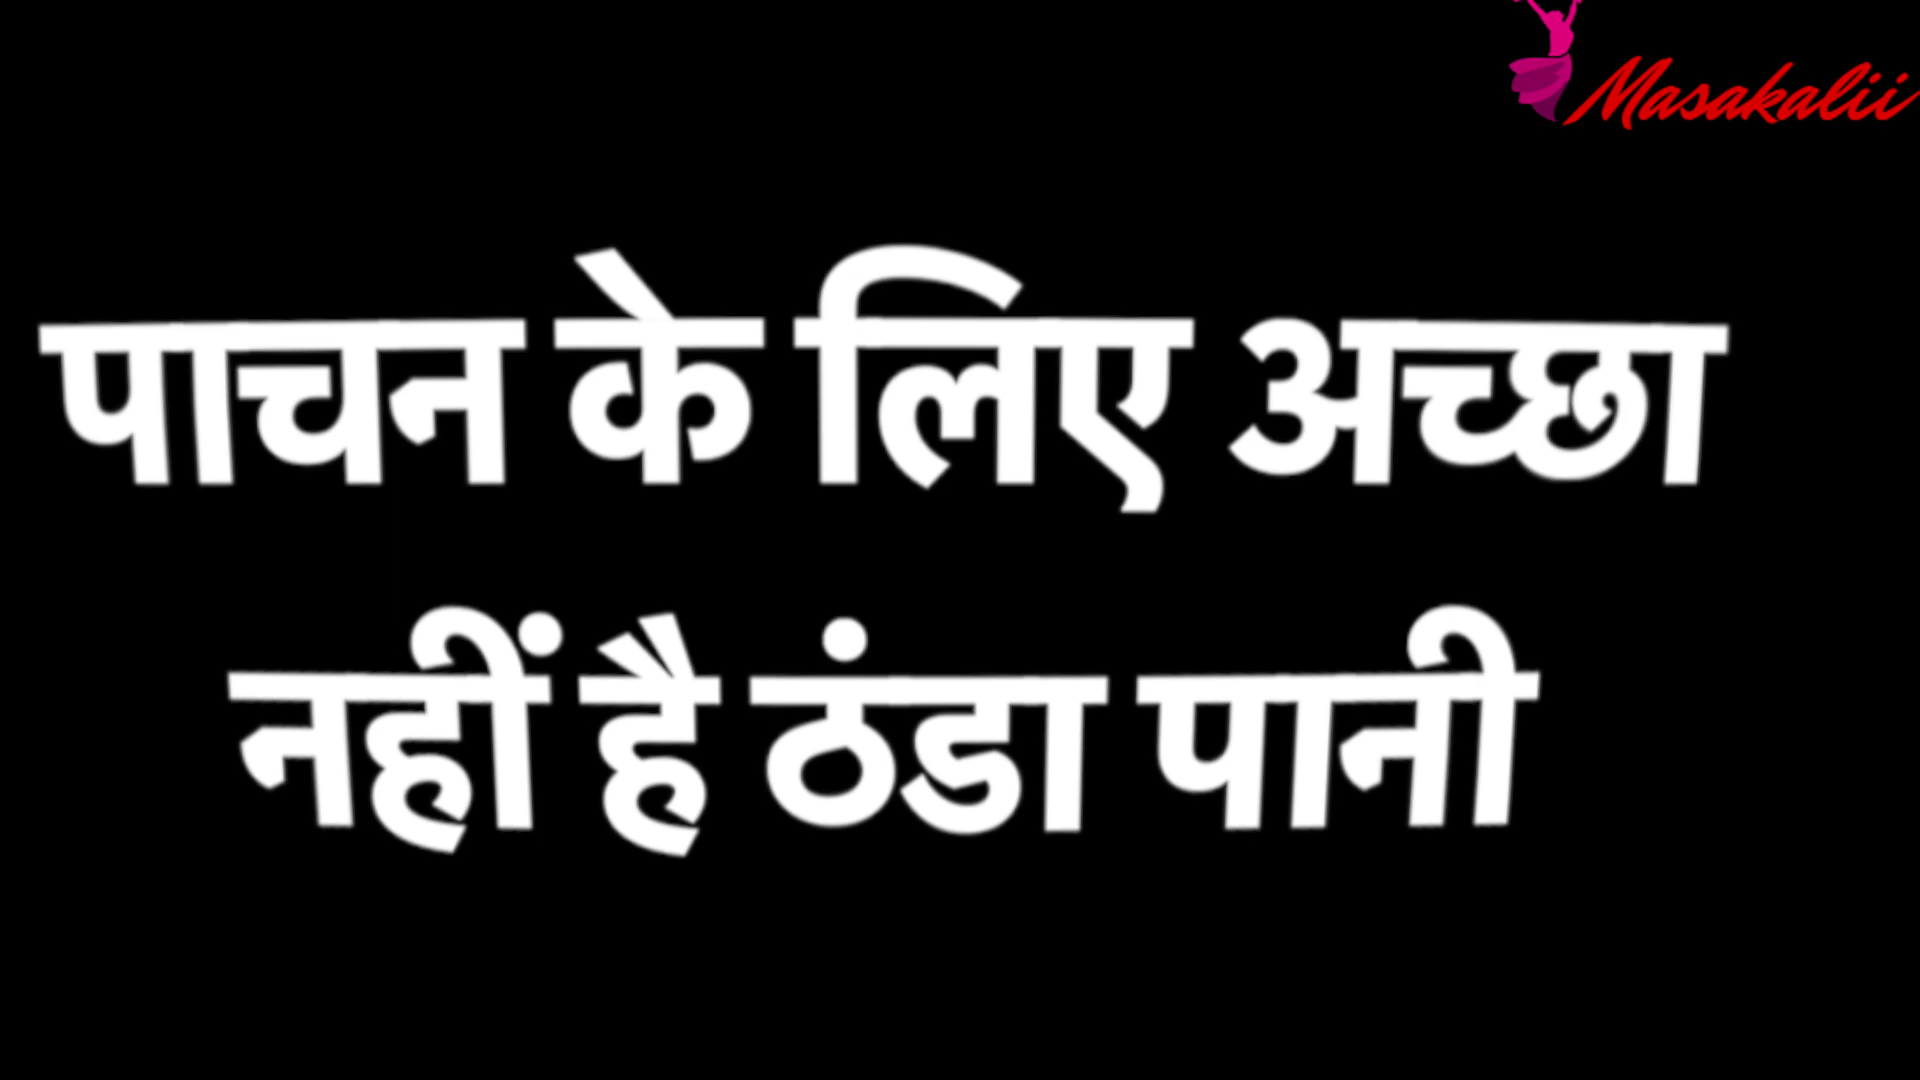 Masakalii
पाचन के लिए अच्छा
नहीं है ठंडा पानी